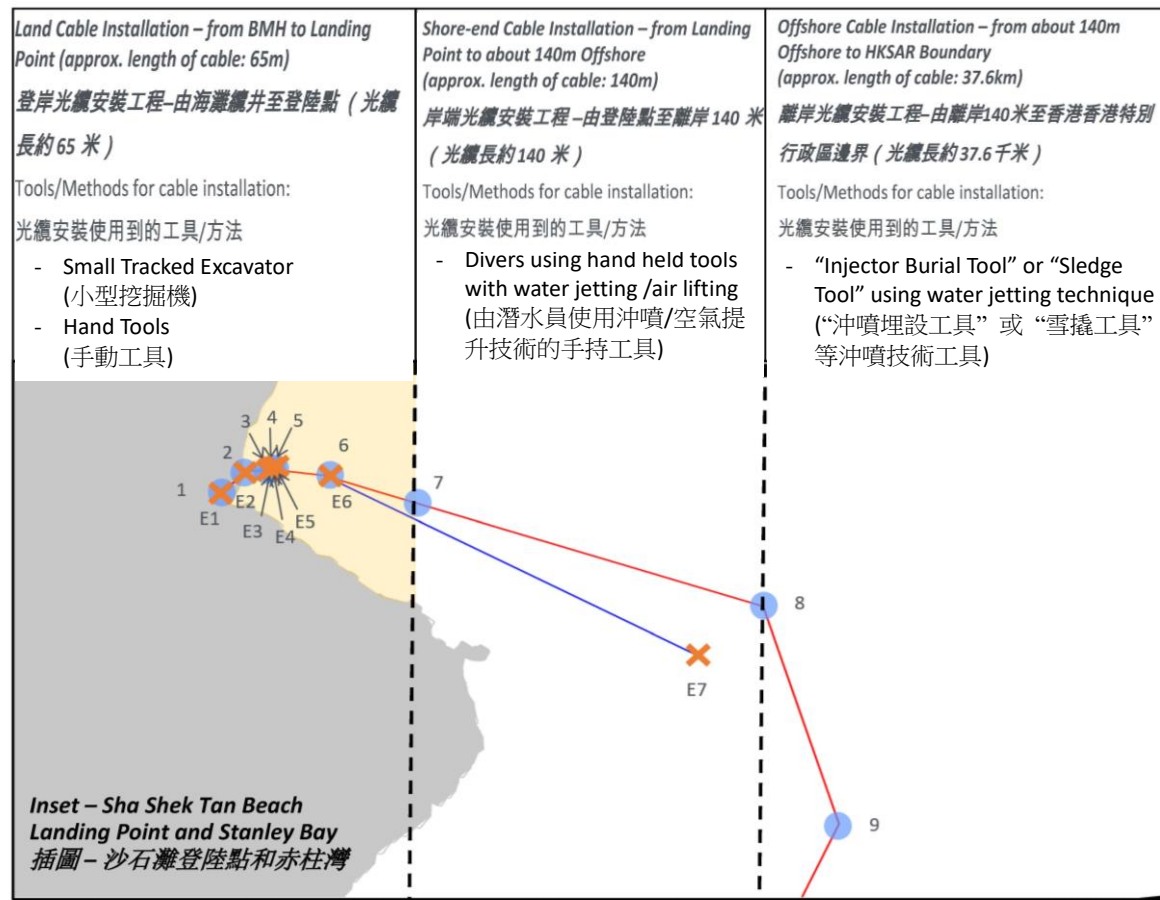 Land Cable Installation – from BMH to Landing
Point (approx. length of cable: 65m)
登岸光纜安裝工程–由海灘纜井至登陸點（光纜
長約 65 米）
Tools/Methods for cable installation:
光纜安裝使用到的工具/方法
- Small Tracked Excavator
(小型挖掘機)
- Hand Tools
(手動工具)
Shore-end Cable Installation – from Landing
Point to about 140m Offshore
(approx. length of cable: 140m)
岸端光纜安裝工程 –由登陸點至離岸 140 米
（光纜長約 140 米）
Tools/Methods for cable installation:
光纜安裝使用到的工具/方法
- Divers using hand held tools
with water jetting /air lifting
(由潛水員使用沖噴/空氣提
升技術的手持工具)
Offshore Cable Installation – from about 140m
Offshore to HKSAR Boundary
(approx. length of cable: 37.6km)
離岸光纜安裝工程–由離岸140米至香港香港特別
行政區邊界（光纜長約 37.6千米）
Tools/Methods for cable installation:
光纜安裝使用到的工具/方法
- “Injector Burial Tool” or “Sledge
Tool” using water jetting technique
(“沖噴埋設工具” 或 “雪撬工具”
等沖噴技術工具)
3
4
5
2
6
1
7
E1
E2
E6
E3
E4
E5
8
E7
9
Inset – Sha Shek Tan Beach
Landing Point and Stanley Bay
插圖 – 沙石灘登陸點和赤柱灣